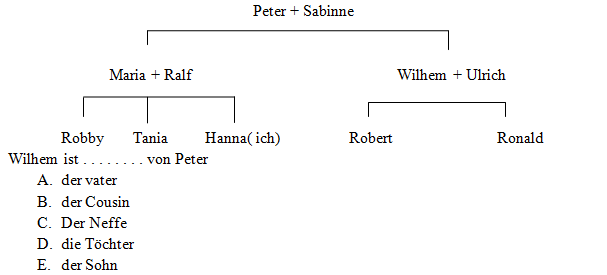 Peter + Sabinne
Maria + Ralf Wilhem + Ulrich
Robby Tania Hanna( ich) Robert Ronald
Wilhem ist . . . . . . . . von Peter
A. der vater
B. der Cousin
C. Der Neffe
D. die Töchter
E. der Sohn